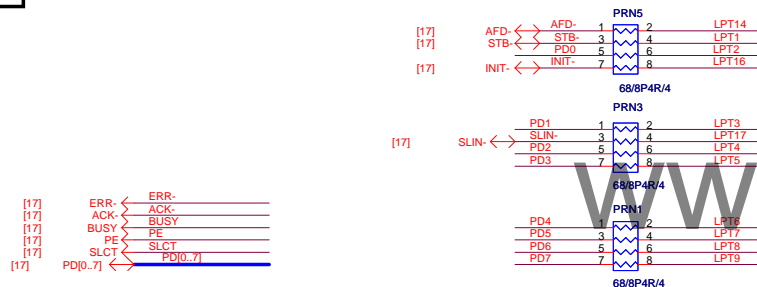 PRN5
[17] AFD- AFD- 1 2 LPT14
[17] STB- STB- 3 4 LPT1
PD0 5 6 LPT2
[17] INIT- INIT- 7 8 LPT16
68/8P4R/4
PRN3
PD1 1 2 LPT3
[17] SLIN- SLIN- 3 4 LPT17
PD2 5 6 LPT4
PD3 7 8 LPT5
68/8P4R/4
PRN1
PD4 1 2 LPT6
PD5 3 4 LPT7
PD6 5 6 LPT8
PD7 7 8 LPT9
68/8P4R/4
[17] ERR- ERR-
[17] ACK- ACK-
[17] BUSY BUSY
[17] PE PE
[17] SLCT SLCT
[17] PD[0..7] PD[0..7]
ww